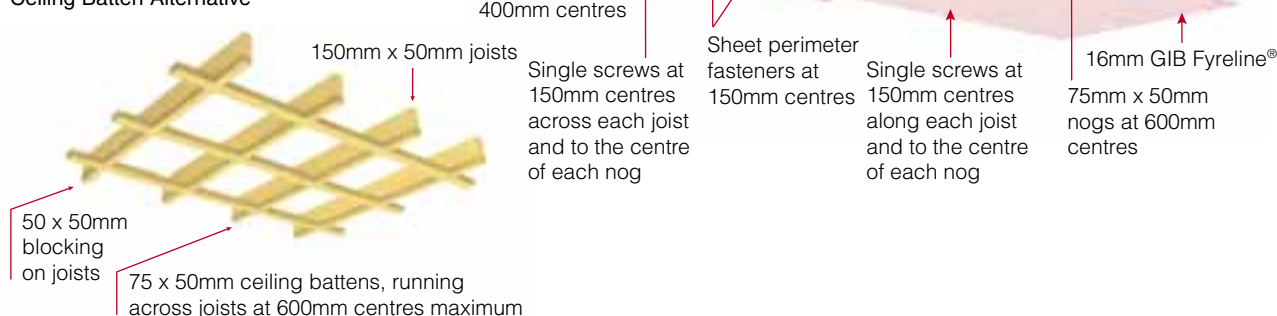 Ceiling Batten Alternative
400mm centres
150mm x 50mm joists
50 x 50mm
blocking
on joists
75 x 50mm ceiling battens, running
across joists at 600mm centres maximum
Single screws at
150mm centres
across each joist
and to the centre
of each nog
Sheet perimeter
fasteners at
150mm centres
Single screws at
150mm centres
along each joist
and to the centre
of each nog
16mm GIB Fyreline®
75mm x 50mm
nogs at 600mm
centres